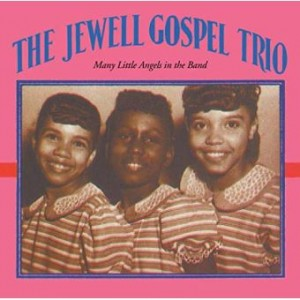 THE JEWELL GOSPEL TRIO
Many Little Angels in the Band